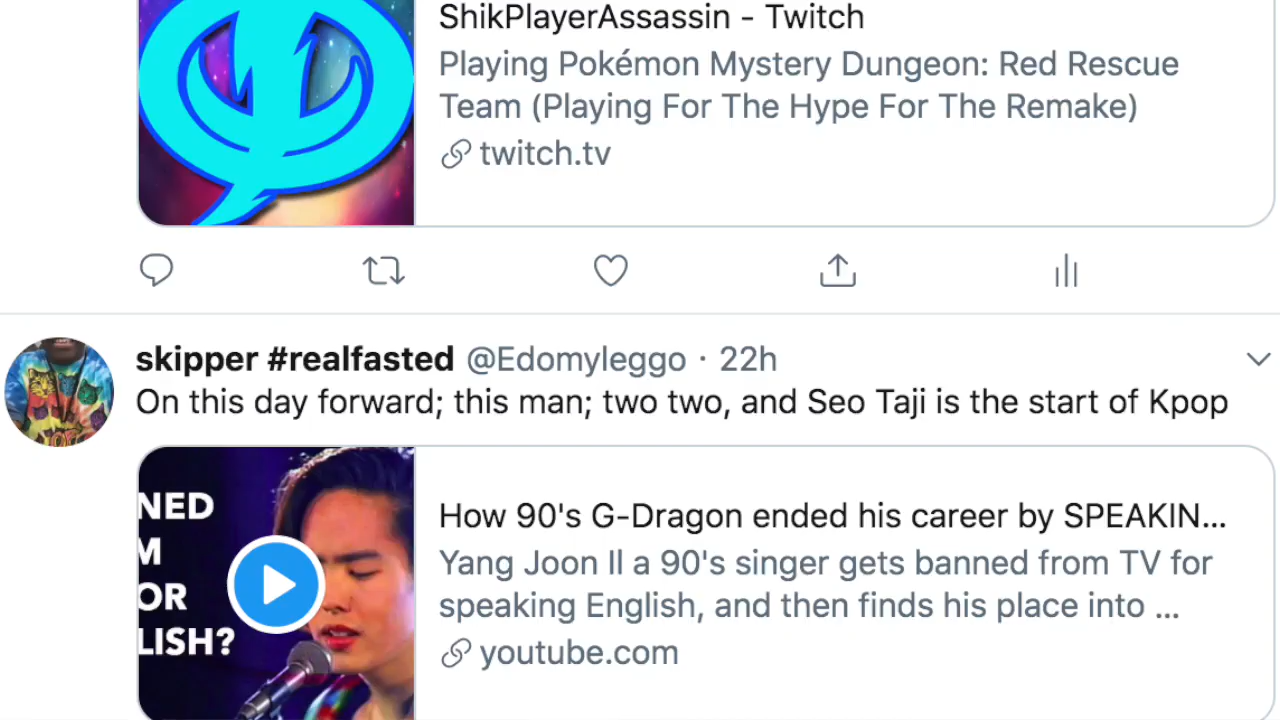 ShikPlayerAssassin - Twitch
Playing Pokémon Mystery Dungeon: Red Rescue
Team (Playing For The Hype For The Remake)
twitch.tv
skipper #realfasted @Edomyleggo · 22h
On this day forward; this man; two two, and Seo Taji is the start of Kpop
NED
M
OR
LISH?
How 90's G-Dragon ended his career by SPEAKIN...
Yang Joon Il a 90's singer gets banned from TV for
speaking English, and then finds his place into ...
youtube.com